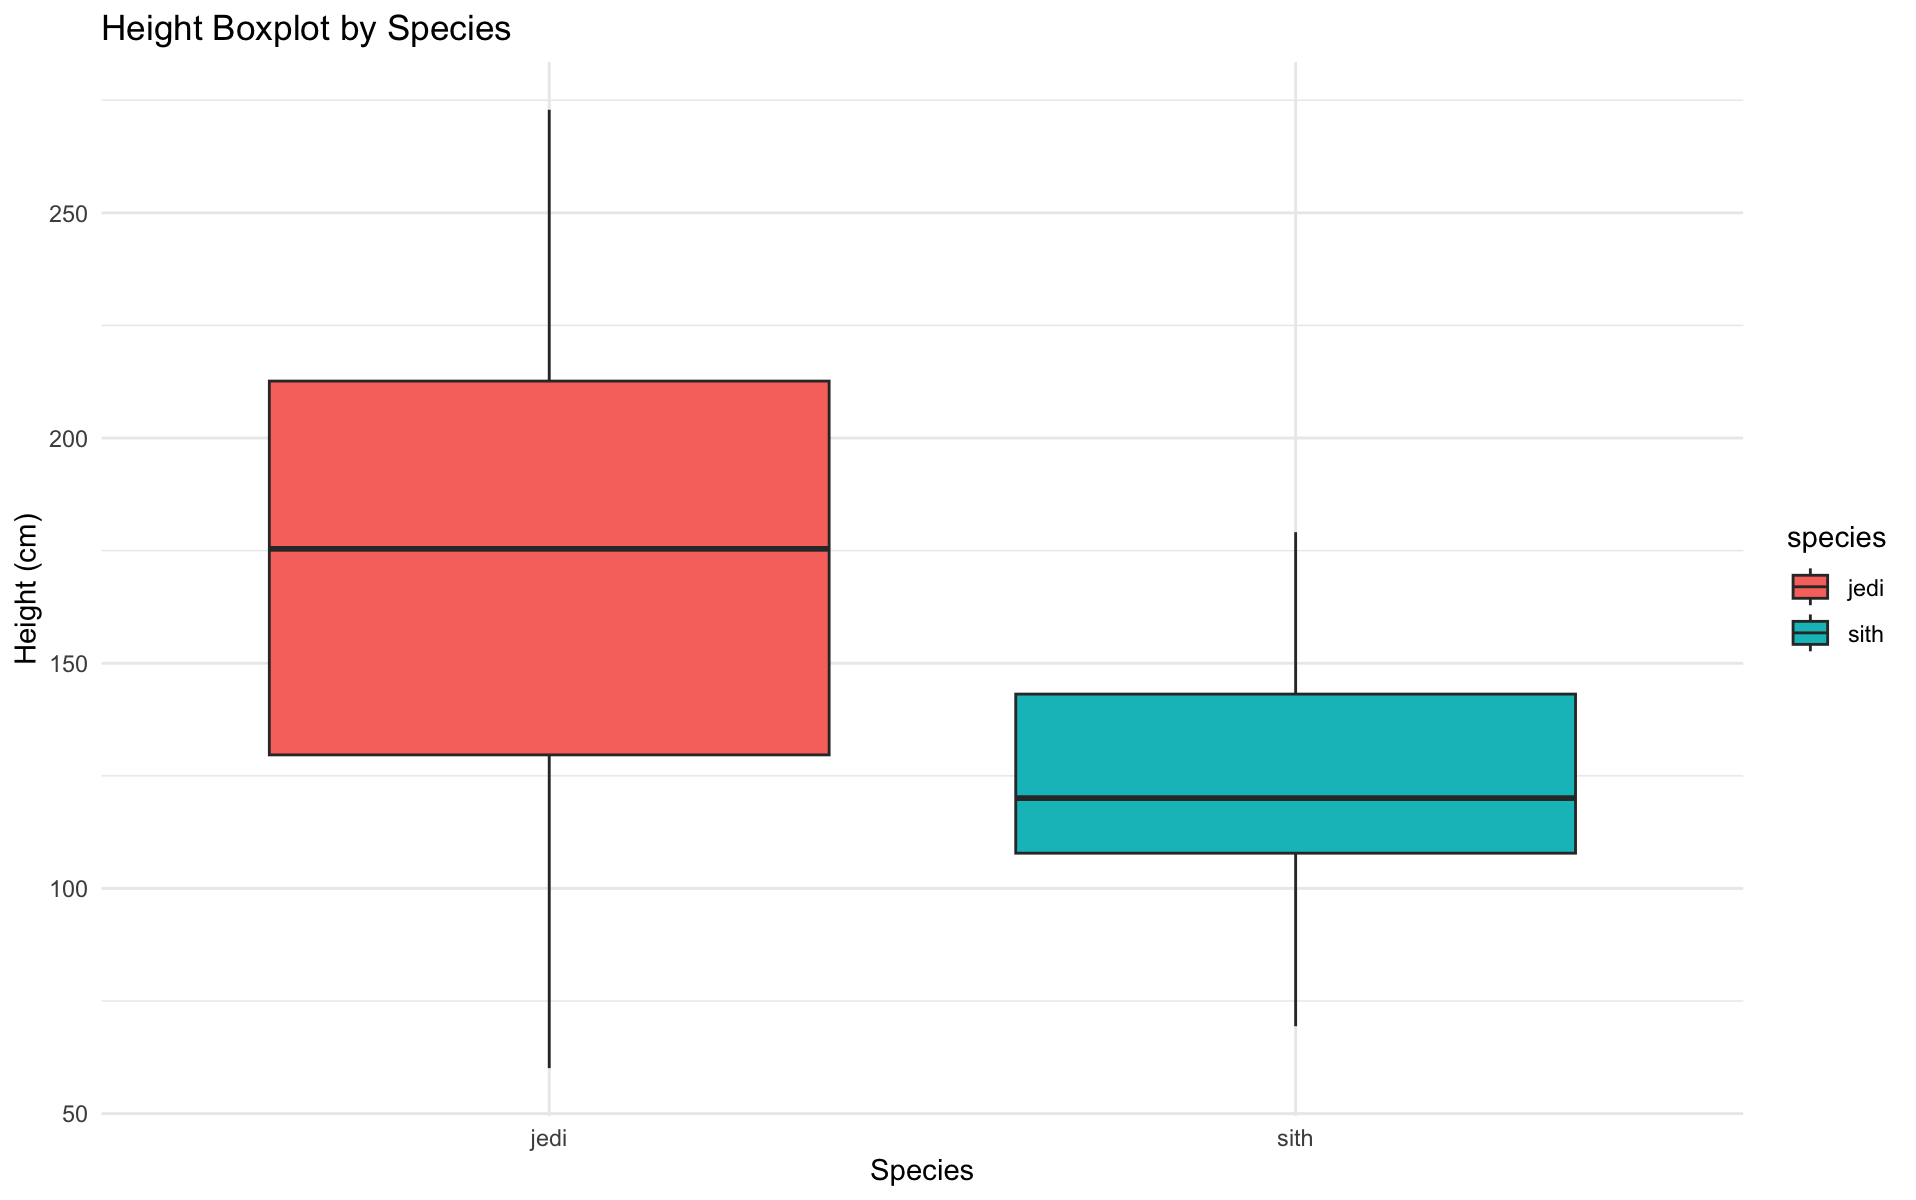 Height Boxplot by Species
Height (cm)
250
200
150
100
50
jedi
sith
Species
species
jedi
sith